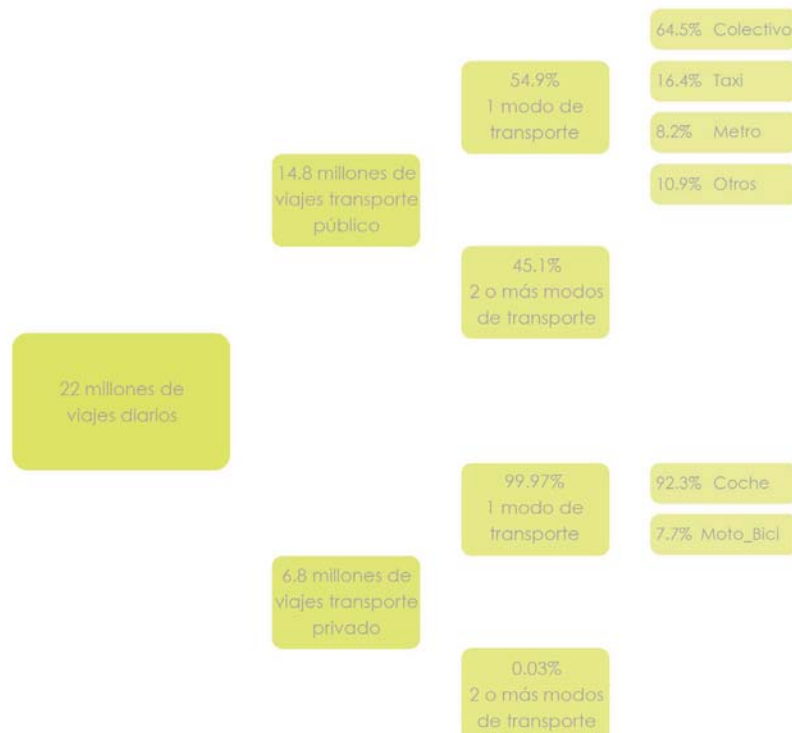 22 millones de
viajes diarios
14.8 millones de
viajes transporte
público
54.9%
1 modo de
transporte
64.5% Colectivo
16.4% Taxi
8.2% Metro
10.9% Otros
45.1%
2 o más modos
de transporte
6.8 millones de
viajes transporte
privado
99.97%
1 modo de
transporte
92.3% Coche
7.7% Moto_Bici
0.03%
2 o más modos
de transporte